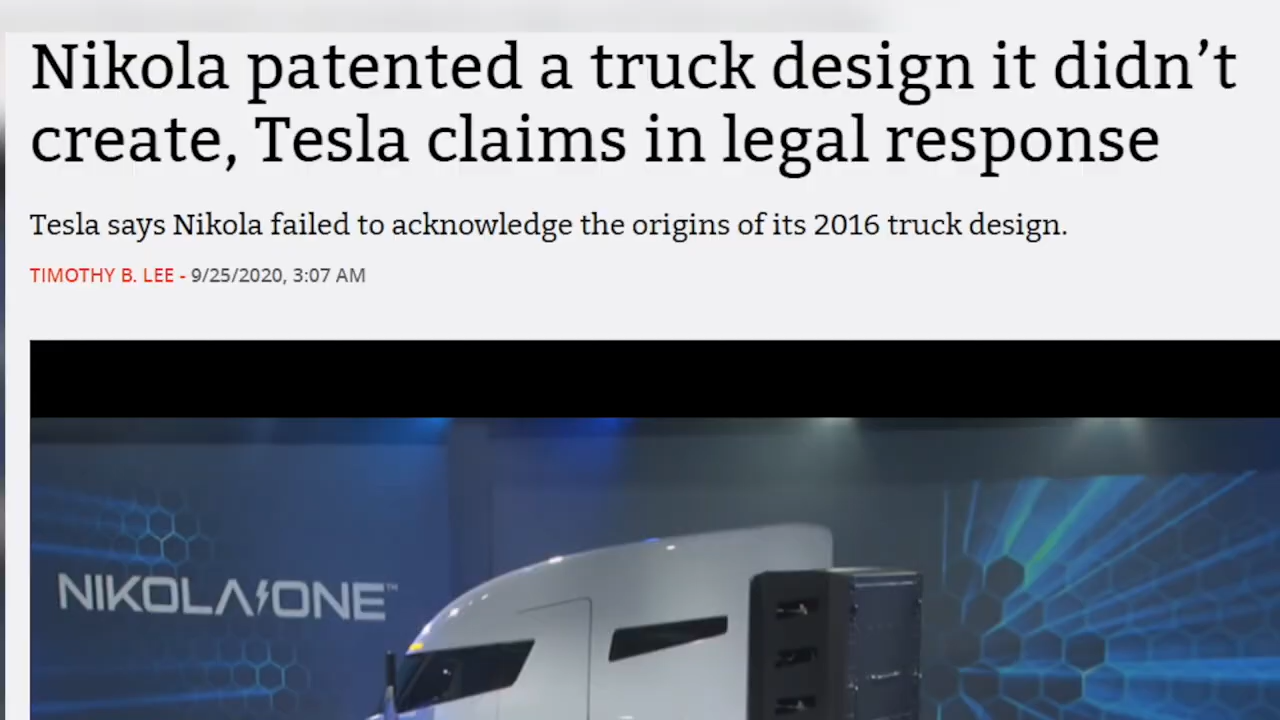 Nikola patented a truck design it didn’t
create, Tesla claims in legal response
Tesla says Nikola failed to acknowledge the origins of its 2016 truck design.
TIMOTHY B. LEE - 9/25/2020, 3:07 AM
NIKOLA ONE™